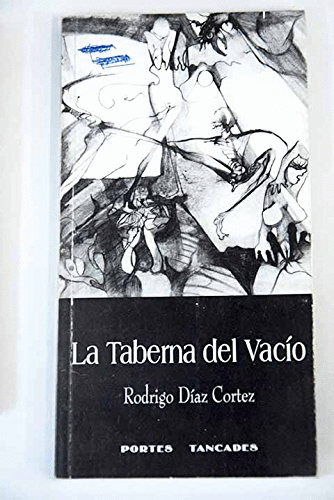 La Taberna del Vacío
Rodrigo Díaz Cortez
PORTES TANCADES